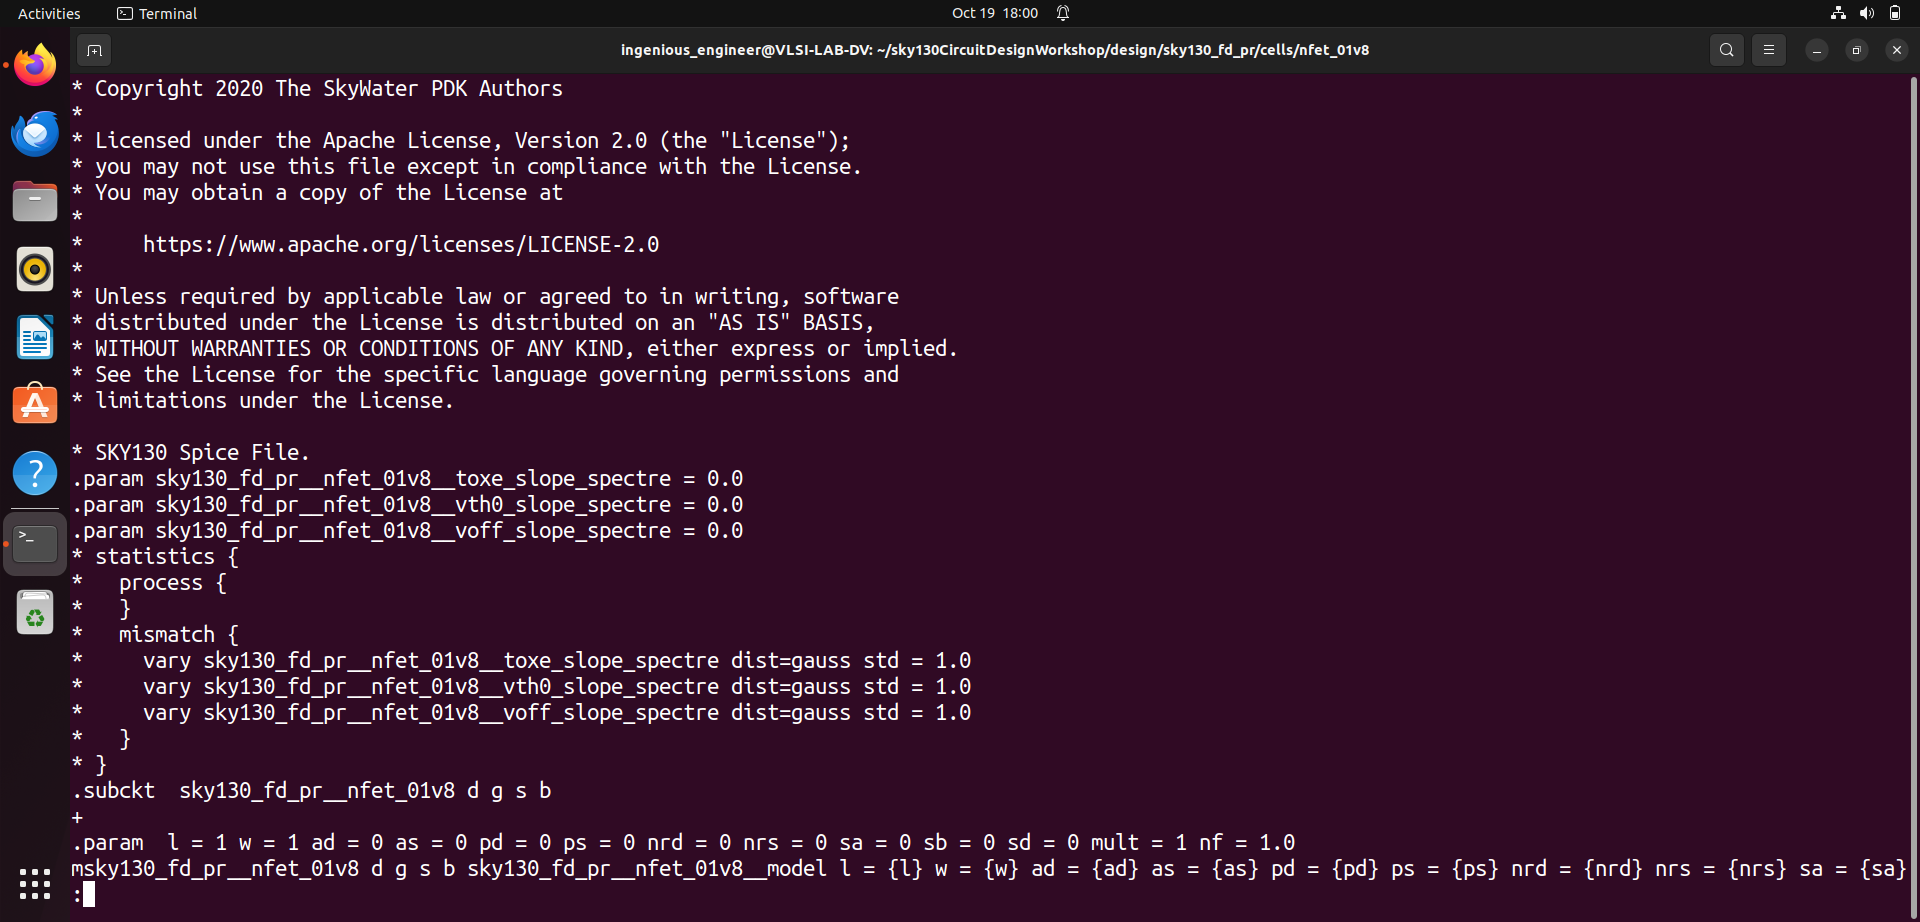 Activities
Terminal
Oct 19 18:00
ingenious_engineer@VLSI-LAB-DV: ~/sky130CircuitDesignWorkshop/design/sky130_fd_pr/cells/nfet_01v8
* Copyright 2020 The SkyWater PDK Authors
*
* Licensed under the Apache License, Version 2.0 (the "License");
* you may not use this file except in compliance with the License.
* You may obtain a copy of the License at
*
*     https://www.apache.org/licenses/LICENSE-2.0
*
* Unless required by applicable law or agreed to in writing, software
* distributed under the License is distributed on an "AS IS" BASIS,
* WITHOUT WARRANTIES OR CONDITIONS OF ANY KIND, either express or implied.
* See the License for the specific language governing permissions and
* limitations under the License.

* SKY130 Spice File.
.param sky130_fd_pr__nfet_01v8__toxe_slope_spectre = 0.0
.param sky130_fd_pr__nfet_01v8__vth0_slope_spectre = 0.0
.param sky130_fd_pr__nfet_01v8__voff_slope_spectre = 0.0
* statistics {
*   process {
*   }
*   mismatch {
*     vary sky130_fd_pr__nfet_01v8__toxe_slope_spectre dist=gauss std = 1.0
*     vary sky130_fd_pr__nfet_01v8__vth0_slope_spectre dist=gauss std = 1.0
*     vary sky130_fd_pr__nfet_01v8__voff_slope_spectre dist=gauss std = 1.0
*   }
* }
.subckt  sky130_fd_pr__nfet_01v8 d g s b
+
.param  l = 1 w = 1 ad = 0 as = 0 pd = 0 ps = 0 nrd = 0 nrs = 0 sa = 0 sb = 0 sd = 0 mult = 1 nf = 1.0
msky130_fd_pr__nfet_01v8 d g s b sky130_fd_pr__nfet_01v8__model l = {l} w = {w} ad = {ad} as = {as} pd = {pd} ps = {ps} nrd = {nrd} nrs = {nrs} sa = {sa}
: